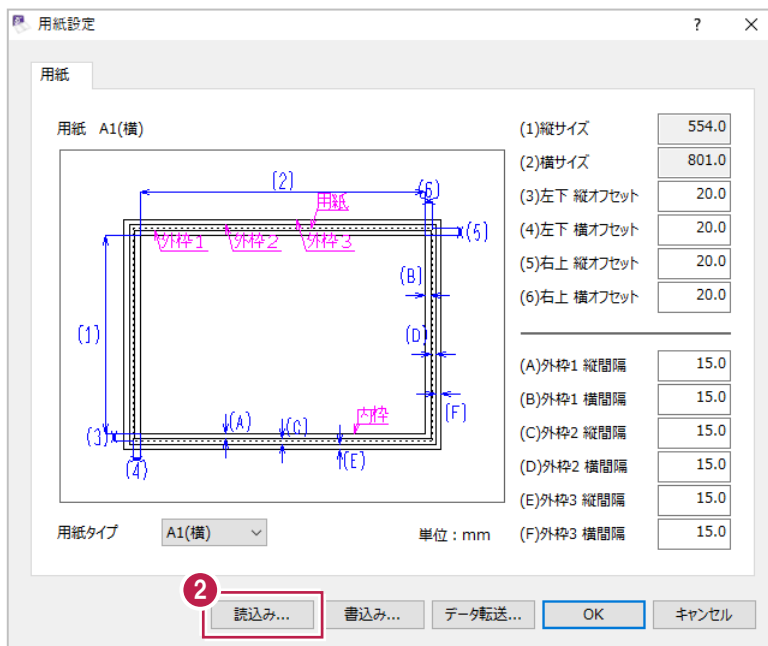 用紙設定
? ×
用紙
用紙 A1(横)
(2)
(6)
用紙
外枠1 外枠2 外枠3
(5)
(B)
(1)
(D)
(A) (C) 内枠 (F)
(3)
(4) (E)
用紙タイプ A1(横) 単位：mm
(1)縦サイズ 554.0
(2)横サイズ 801.0
(3)左下 縦オフセット 20.0
(4)左下 横オフセット 20.0
(5)右上 縦オフセット 20.0
(6)右上 横オフセット 20.0
(A)外枠1 縦間隔 15.0
(B)外枠1 横間隔 15.0
(C)外枠2 縦間隔 15.0
(D)外枠2 横間隔 15.0
(E)外枠3 縦間隔 15.0
(F)外枠3 横間隔 15.0
2
読込み... 書込み... データ転送... OK キャンセル